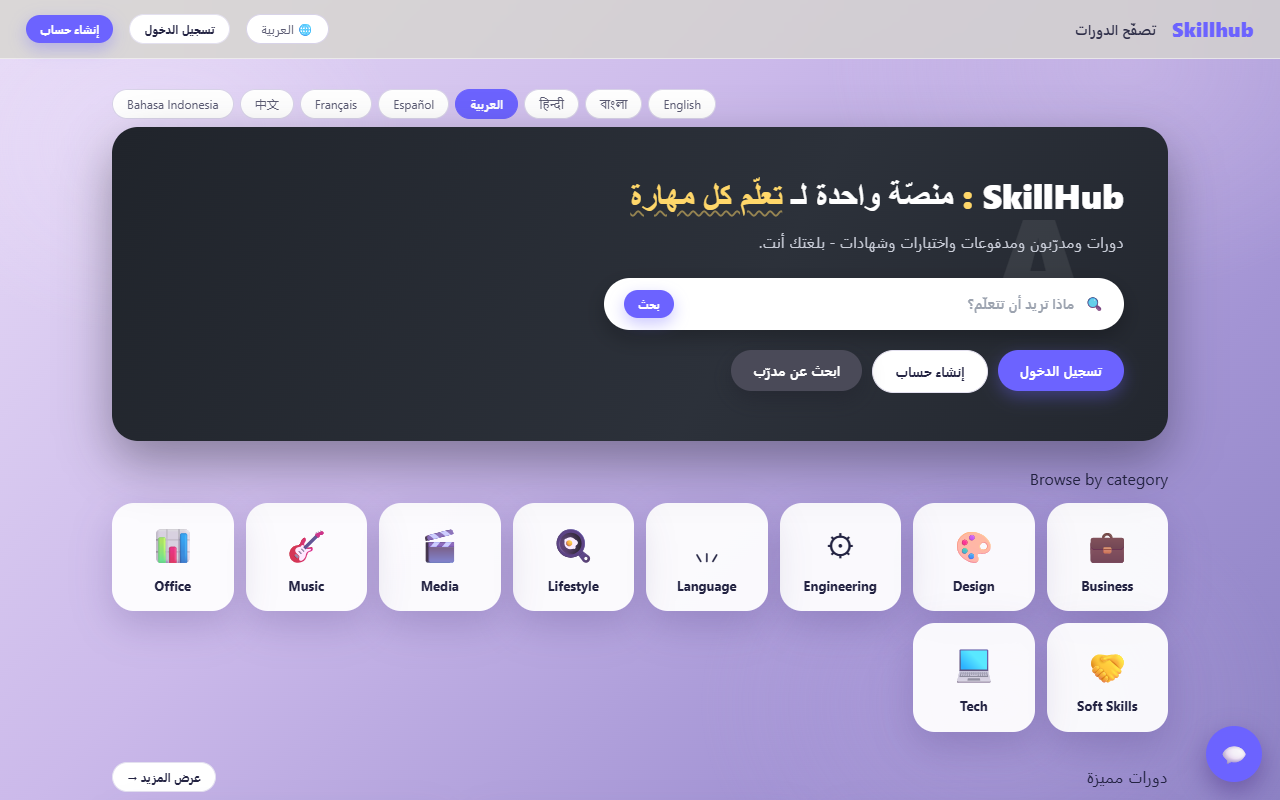 Skillhub
تصفّح الدورات
🌐 العربية
تسجيل الدخول
إنشاء حساب
English
বাংলা
हिन्दी
العربية
Español
Français
中文
Bahasa Indonesia
SkillHub : منصّة واحدة لـ تعلّم كل مهارة
دورات ومدرّبون ومدفوعات واختبارات وشهادات - بلغتك أنت.
A
ماذا تريد أن تتعلّم؟
بحث
تسجيل الدخول
إنشاء حساب
ابحث عن مدرّب
Browse by category
Business
Design
Engineering
Language
Lifestyle
Media
Music
Office
Soft Skills
Tech
دورات مميزة
عرض المزيد →